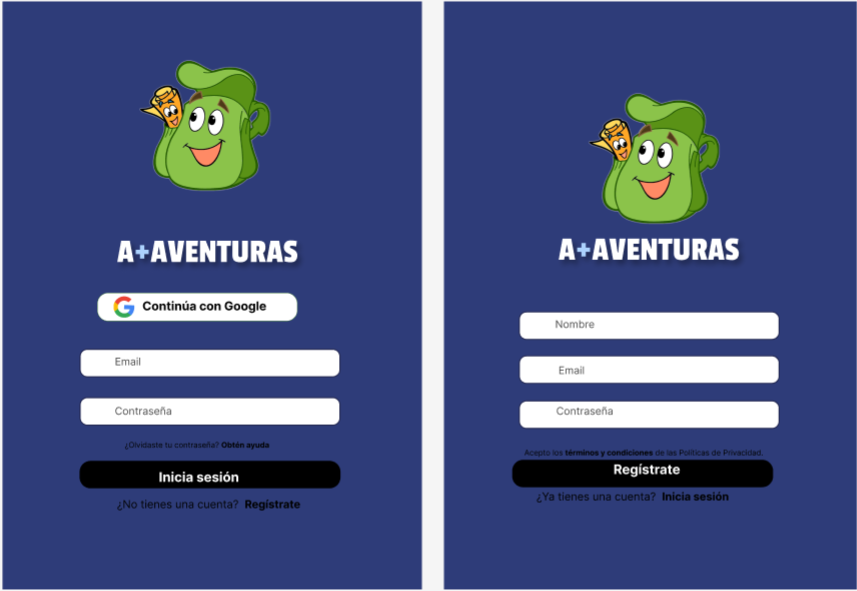 A+AVENTURAS
Continúa con Google
Email
Contraseña
¿Olvidaste tu contraseña? Obtén ayuda
Inicia sesión
¿No tienes una cuenta? Regístrate
A+AVENTURAS
Nombre
Email
Contraseña
Acepto los términos y condiciones de las Políticas de Privacidad.
Regístrate
¿Ya tienes una cuenta? Inicia sesión